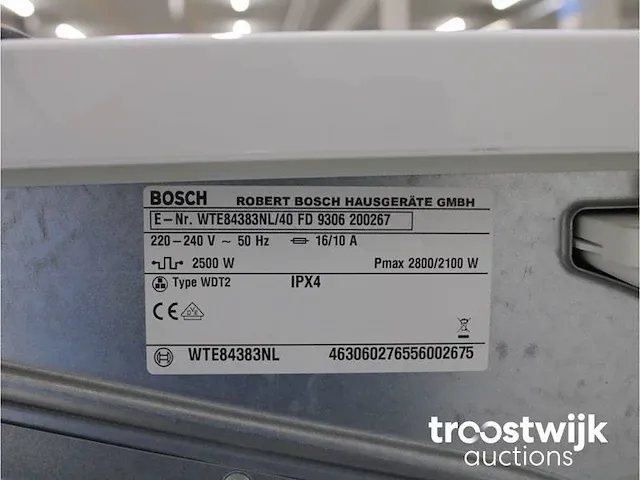 BOSCH ROBERT BOSCH HAUSGERÄTE GMBH
E-Nr. WTE84383NL/40 FD 9306 200267
220-240 V ~ 50 Hz 16/10 A
2500 W Pmax 2800/2100 W
Type WDT2 IPX4
CE
WTE84383NL 463060276556002675
troostwijk
auctions